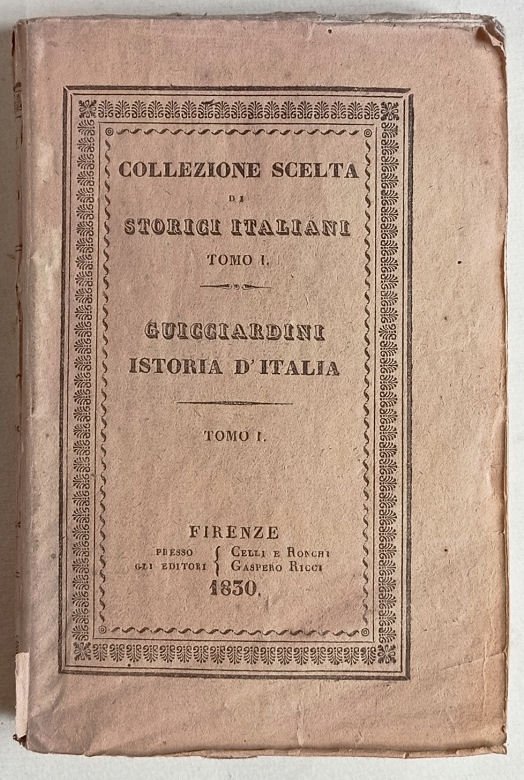 COLLEZIONE SCELTA
DI
STORICI ITALIANI
TOMO I.
GUICCIARDINI
ISTORIA D'ITALIA
TOMO I.
FIRENZE
PRESSO { CELLI E RONCHI
GLI EDITORI { GASPERO RICCI
1830.